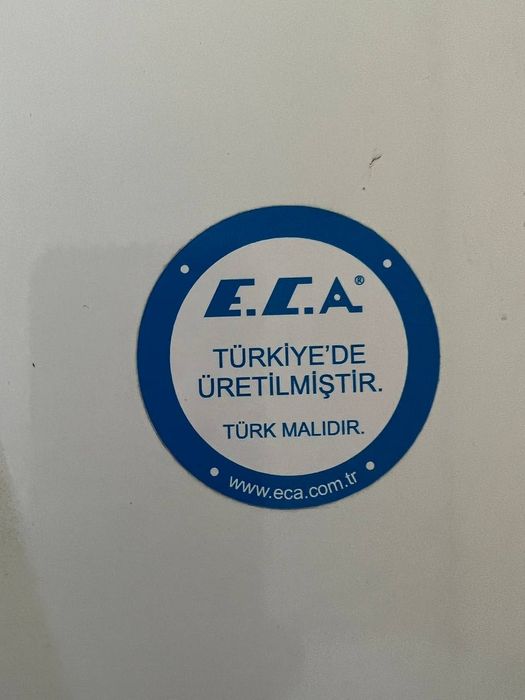 E.C.A®
TÜRKİYE'DE
ÜRETİLMİŞTİR.
TÜRK MALIDIR.
www.eca.com.tr